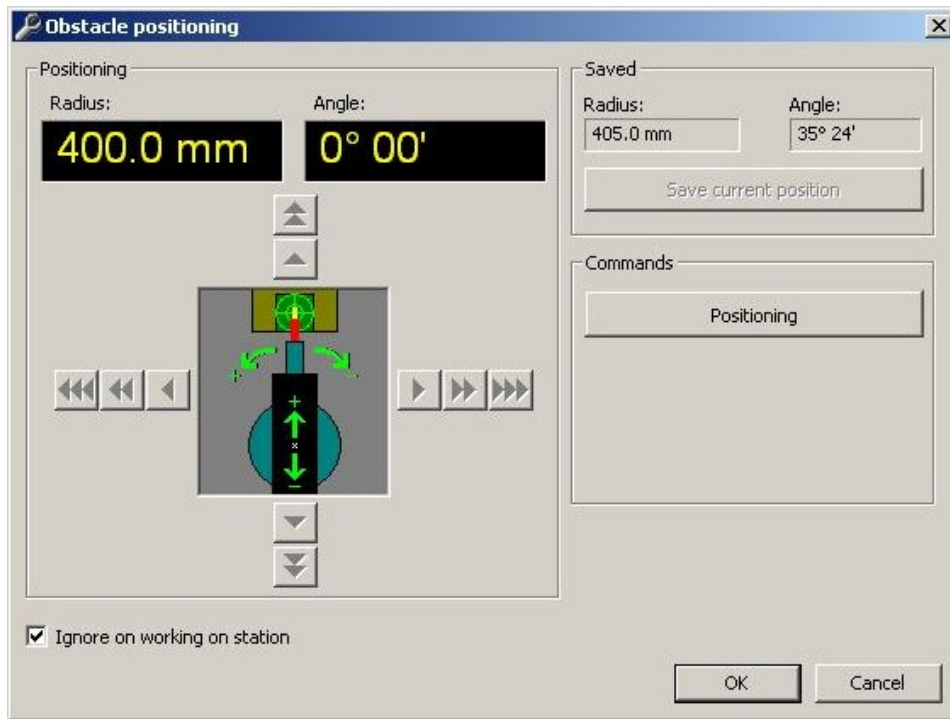 Obstacle positioning
Positioning
Radius:
Angle:
400.0 mm
0° 00'
+
-
+
-
Saved
Radius:
Angle:
405.0 mm
35° 24'
Save current position
Commands
Positioning
Ignore on working on station
OK
Cancel